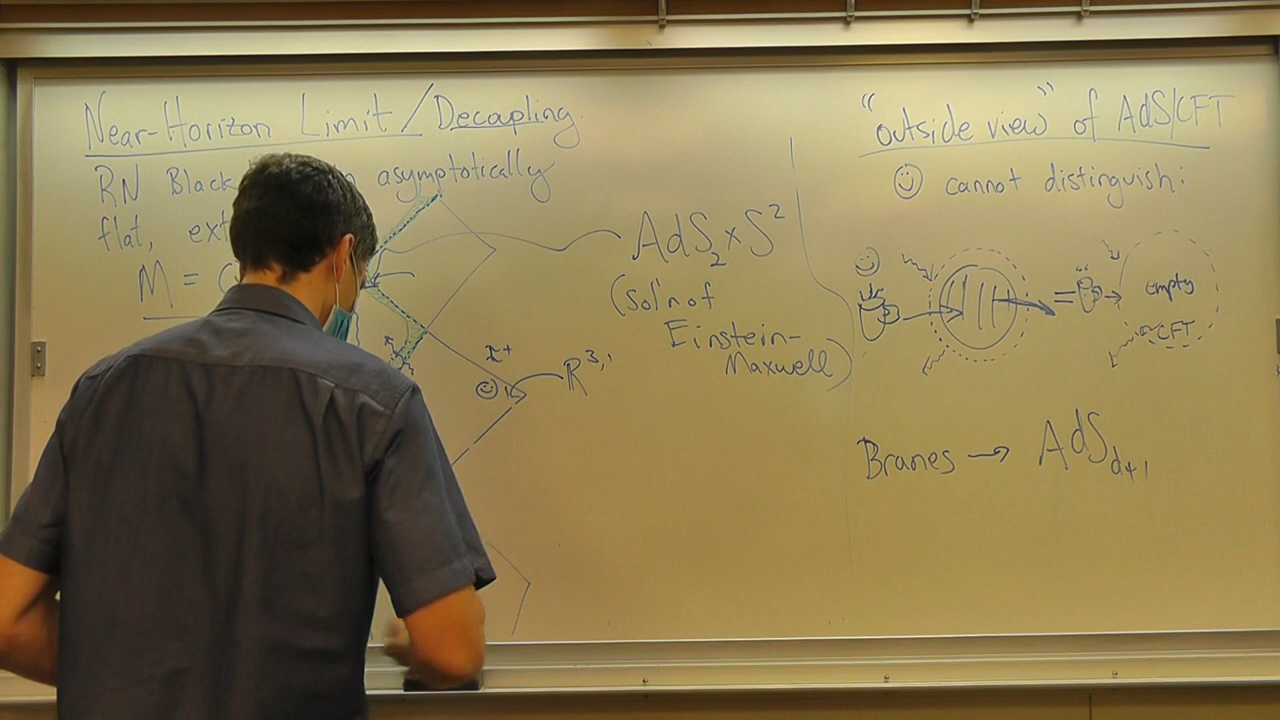 Near-Horizon Limit/Decapling.
RN Black asymptotically
flat, ext
M =
AdS₂×S²
(sol'n of
Einstein-
Maxwell)
I⁺
R³,¹
"outside view" of AdS/CFT
cannot distinguish:
=
empty
CFT
Branes → AdS_{d+1}